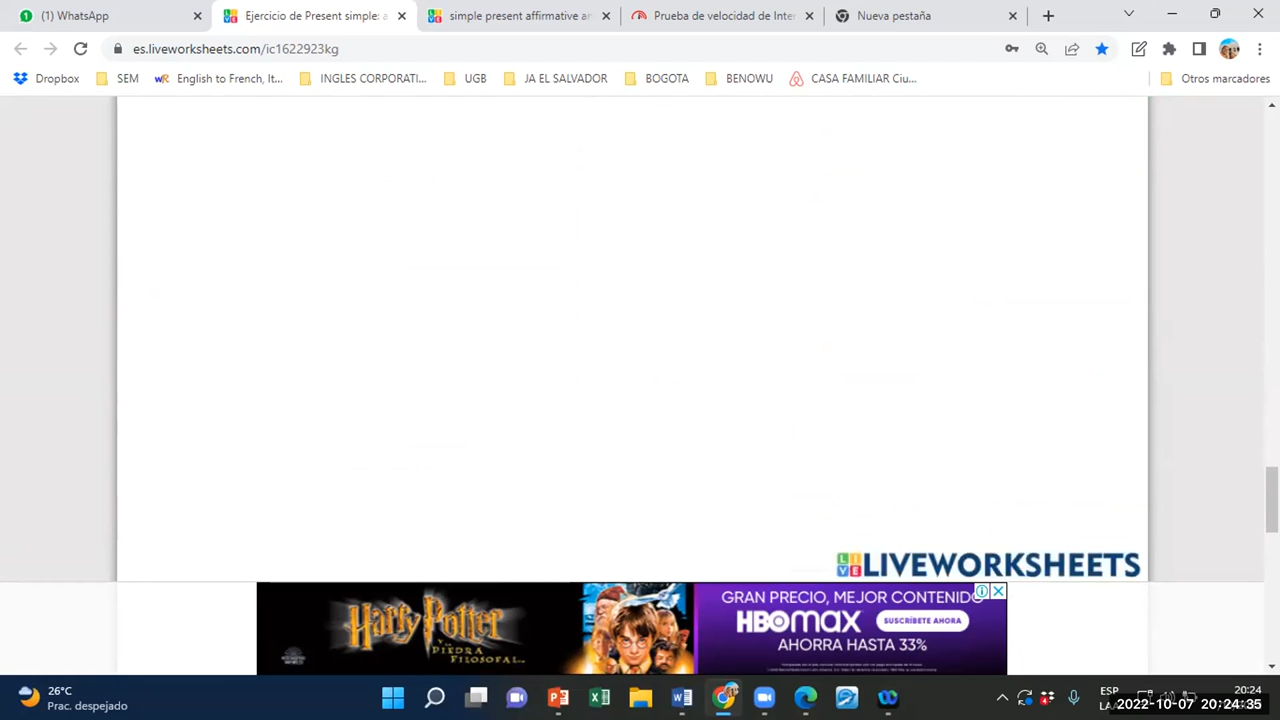 (1) WhatsApp
Ejercicio de Present simple: a
simple present affirmative an
Prueba de velocidad de Inter
Nueva pestaña
es.liveworksheets.com/ic1622923kg
Dropbox
SEM
English to French, It...
INGLES CORPORATI...
UGB
JA EL SALVADOR
BOGOTA
BENOWU
CASA FAMILIAR Ciu...
Otros marcadores
LIVEWORKSHEETS
Harry Potter
Y LA PIEDRA FILOSOFAL
GRAN PRECIO, MEJOR CONTENIDO
HBOMAX
SUSCRÍBETE AHORA
AHORRA HASTA 33%
26°C
Prac. despejado
ESP
20:24
2022-10-07 20:24:35